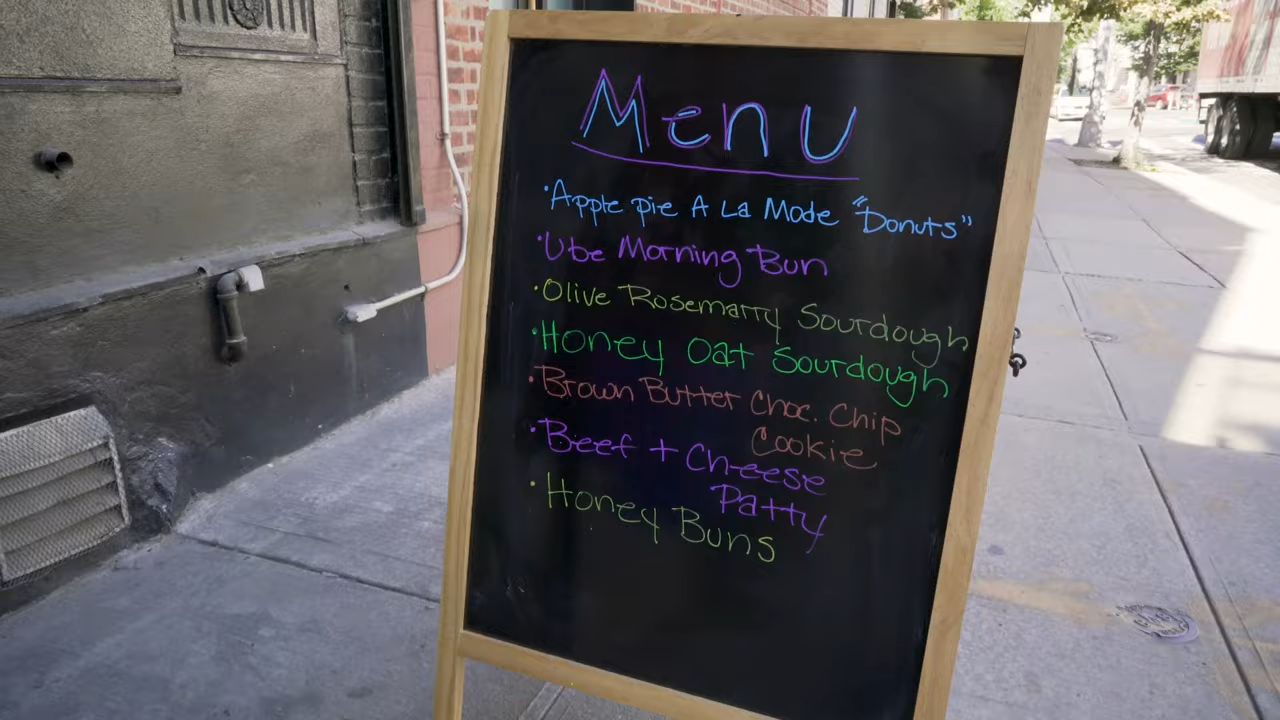 Menu
·Apple pie A La Mode "Donuts"
·Ube Morning Bun
·Olive Rosemarry Sourdough
·Honey Oat Sourdough
·Brown Butter Choc. Chip
Cookie
·Beef + Cheese
Patty
·Honey Buns